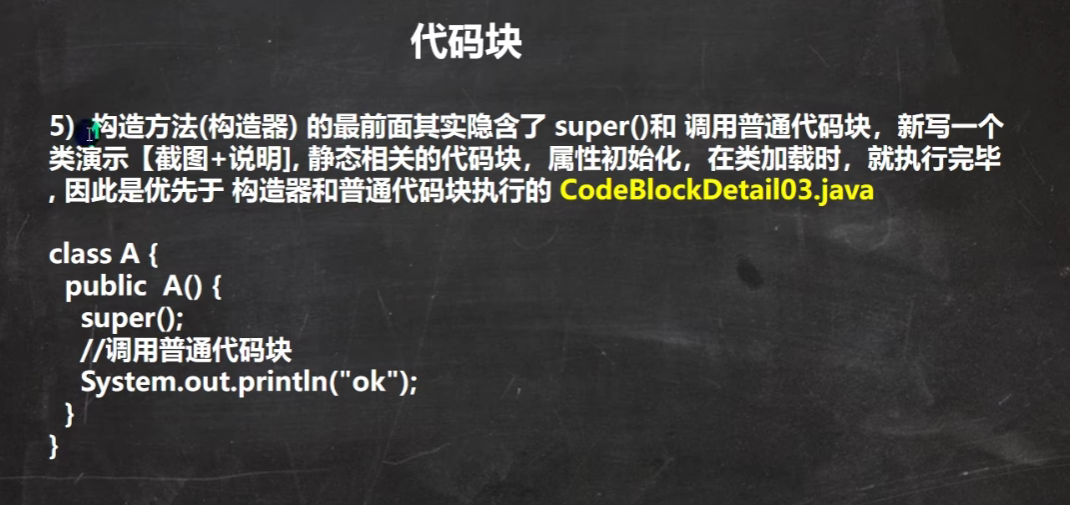 代码块
5) 构造方法(构造器) 的最前面其实隐含了 super()和 调用普通代码块，新写一个
类演示【截图+说明], 静态相关的代码块，属性初始化，在类加载时，就执行完毕
, 因此是优先于 构造器和普通代码块执行的 CodeBlockDetail03.java
class A {
public A() {
super();
//调用普通代码块
System.out.println("ok");
}
}